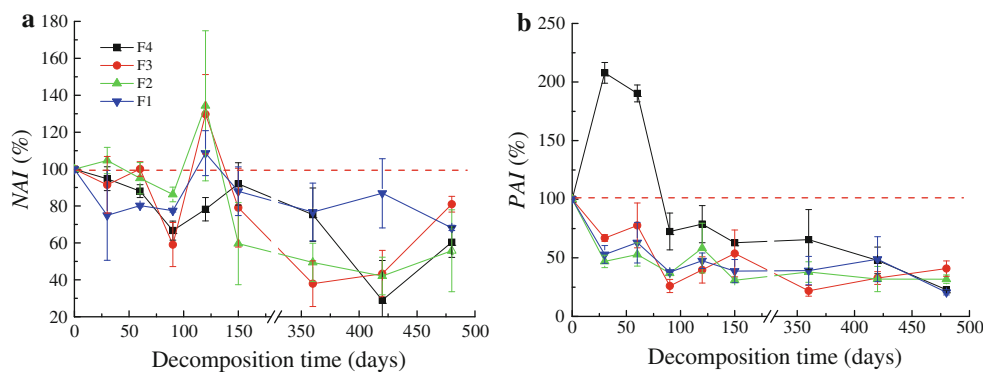 a
180
160
140
120
100
80
60
40
20
NAI (%)
F4
F3
F2
F1
0 50 100 150 300 350 400 450 500
Decomposition time (days)
b
250
200
150
100
50
0
PAI (%)
0 50 100 150 350 400 450 500
Decomposition time (days)